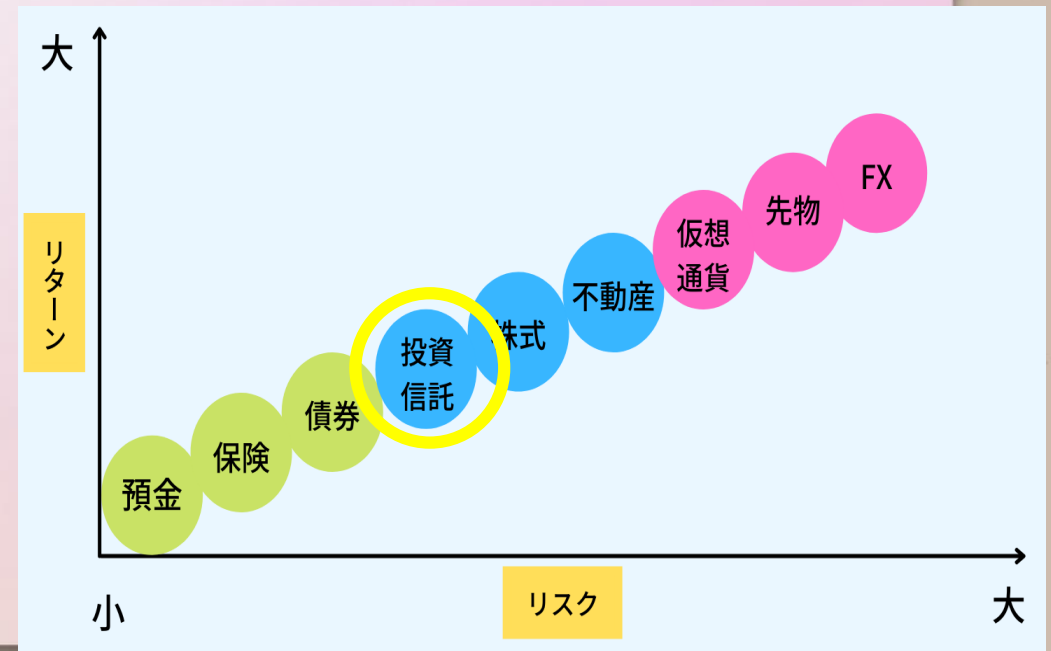 大
リターン
FX
先物
仮想
通貨
不動産
株式
投資
信託
債券
保険
預金
小
リスク
大